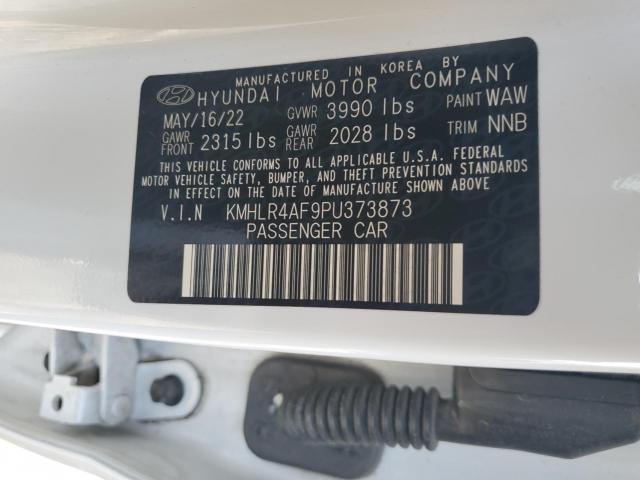 MANUFACTURED IN KOREA BY
HYUNDAI MOTOR COMPANY
MAY/16/22 GVWR 3990 lbs PAINT WAW
GAWR FRONT 2315 lbs GAWR REAR 2028 lbs TRIM NNB
THIS VEHICLE CONFORMS TO ALL APPLICABLE U.S.A. FEDERAL
MOTOR VEHICLE SAFETY, BUMPER, AND THEFT PREVENTION STANDARDS
IN EFFECT ON THE DATE OF MANUFACTURE SHOWN ABOVE.
V.I.N KMHLR4AF9PU373873
PASSENGER CAR